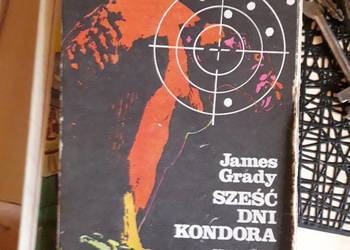 James
Grady
SZEŚĆ
DNI
KONDORA